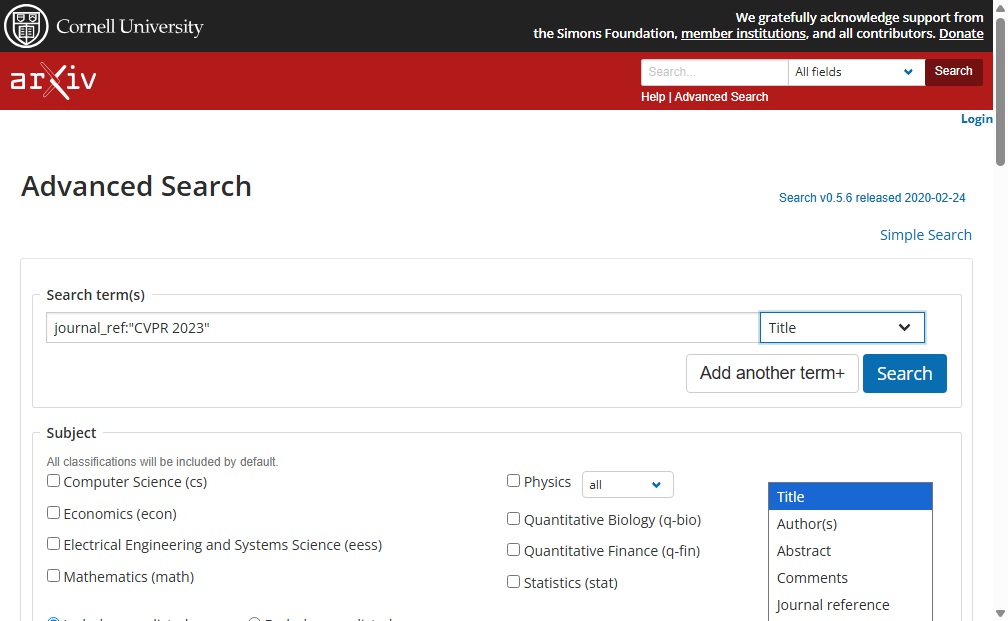 Cornell University
We gratefully acknowledge support from
the Simons Foundation, member institutions, and all contributors. Donate
arXiv
Search...
All fields
Search
Help | Advanced Search
Login
Advanced Search
Search v0.5.6 released 2020-02-24
Simple Search
Search term(s)
journal_ref:"CVPR 2023"
Title
Add another term+
Search
Subject
All classifications will be included by default.
Computer Science (cs)
Physics
all
Economics (econ)
Quantitative Biology (q-bio)
Electrical Engineering and Systems Science (eess)
Quantitative Finance (q-fin)
Mathematics (math)
Statistics (stat)
Title
Author(s)
Abstract
Comments
Journal reference